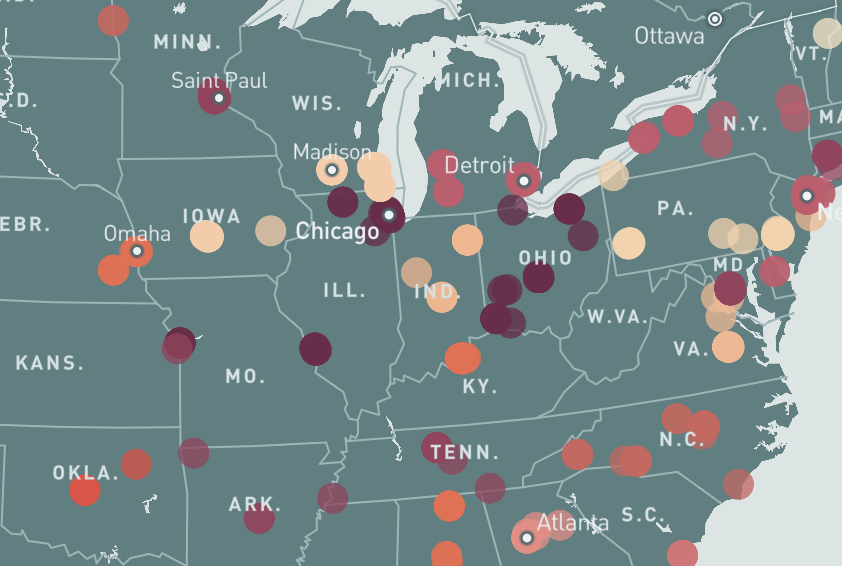 Ottawa
MINN.
VT.
Saint Paul
MICH.
WIS.
N.Y.
MA
Madison
Detroit
PA.
IOWA
EBR.
Omaha
Chicago
Ne
OHIO
MD
ILL.
IND.
W.VA.
VA.
KANS.
MO.
KY.
N.C.
TENN.
OKLA.
ARK.
S.C.
Atlanta